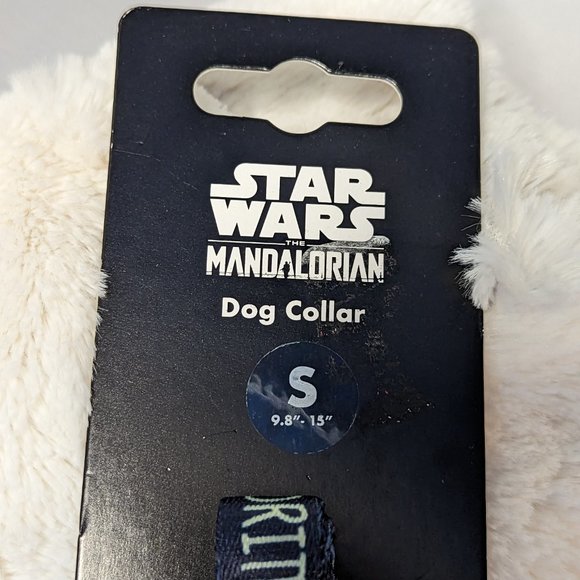 STAR
WARS
THE
MANDALORIAN
Dog Collar
S
9.8"- 15"